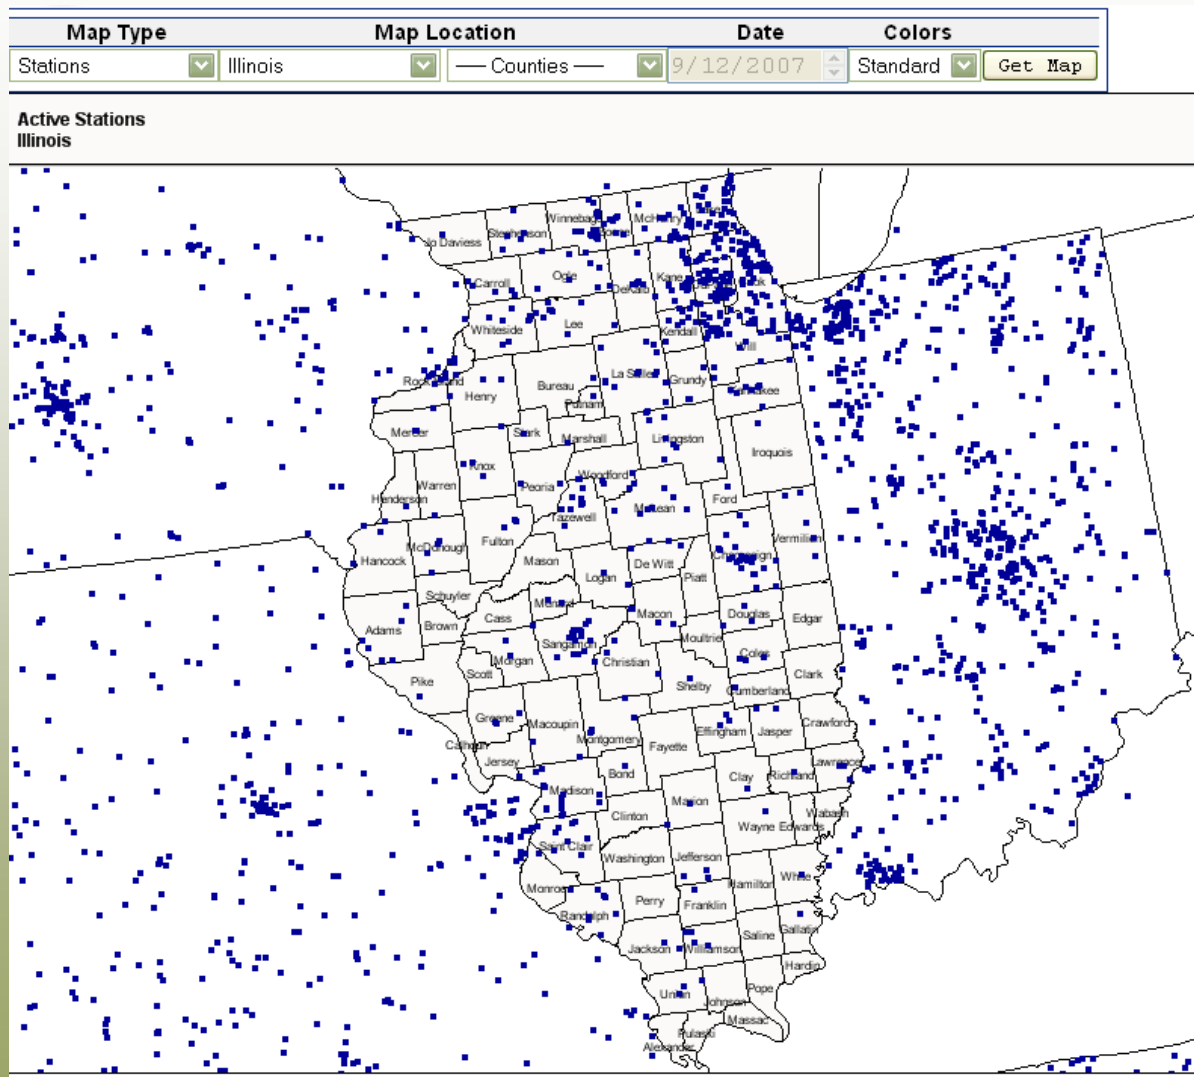 Map Type Map Location Date Colors
Stations Illinois ── Counties ── 9/12/2007 Standard Get Map
Active Stations
Illinois
Winnebago McHenry Lake
Jo Daviess Stephenson Boone
Carroll Ogle DeKalb Kane DuPage Cook
Whiteside Lee Kendall
Will
Rock Island Henry Bureau La Salle Grundy
Putnam Kankakee
Mercer Stark Marshall Livingston
Iroquois
Knox Woodford
Henderson Warren Peoria McLean Ford
Tazewell
Hancock McDonough Fulton Mason De Witt Champaign Vermilion
Logan Piatt
Schuyler Menard
Adams Brown Cass Macon Douglas Edgar
Sangamon Moultrie
Morgan Christian Coles
Pike Scott Shelby Cumberland Clark
Greene Macoupin Effingham Jasper Crawford
Calhoun Montgomery Fayette
Jersey Bond Clay Richland Lawrence
Madison Marion
Clinton Wayne Edwards Wabash
Saint Clair Washington Jefferson
Monroe Hamilton White
Randolph Perry Franklin
Saline Gallatin
Jackson Williamson
Hardin
Union Johnson Pope
Massac
Pulaski
Alexander